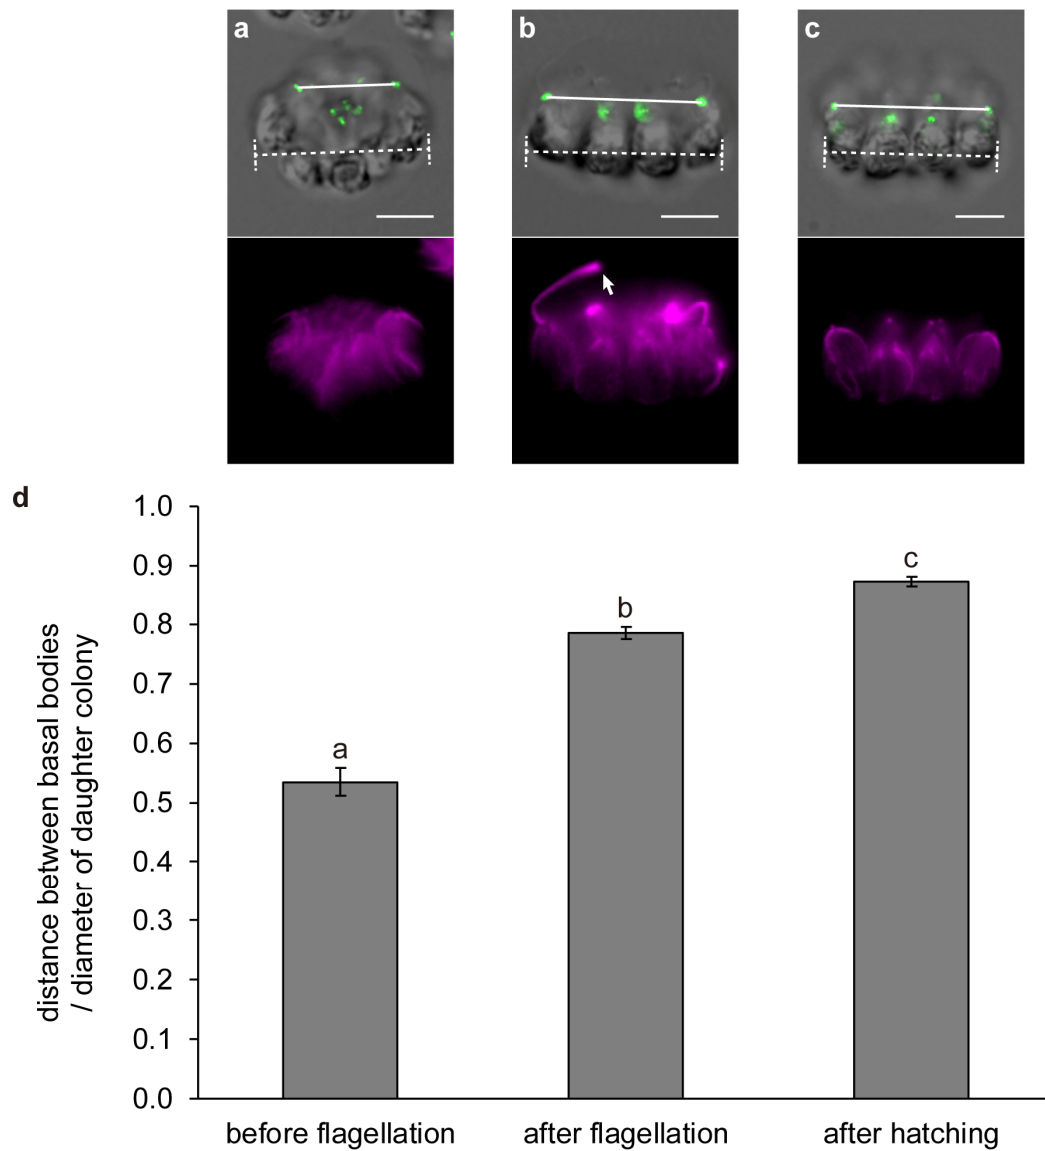 a
b
c
d
1.0
0.9
0.8
0.7
0.6
0.5
0.4
0.3
0.2
0.1
0.0
distance between basal bodies
/ diameter of daughter colony
a
b
c
before flagellation
after flagellation
after hatching